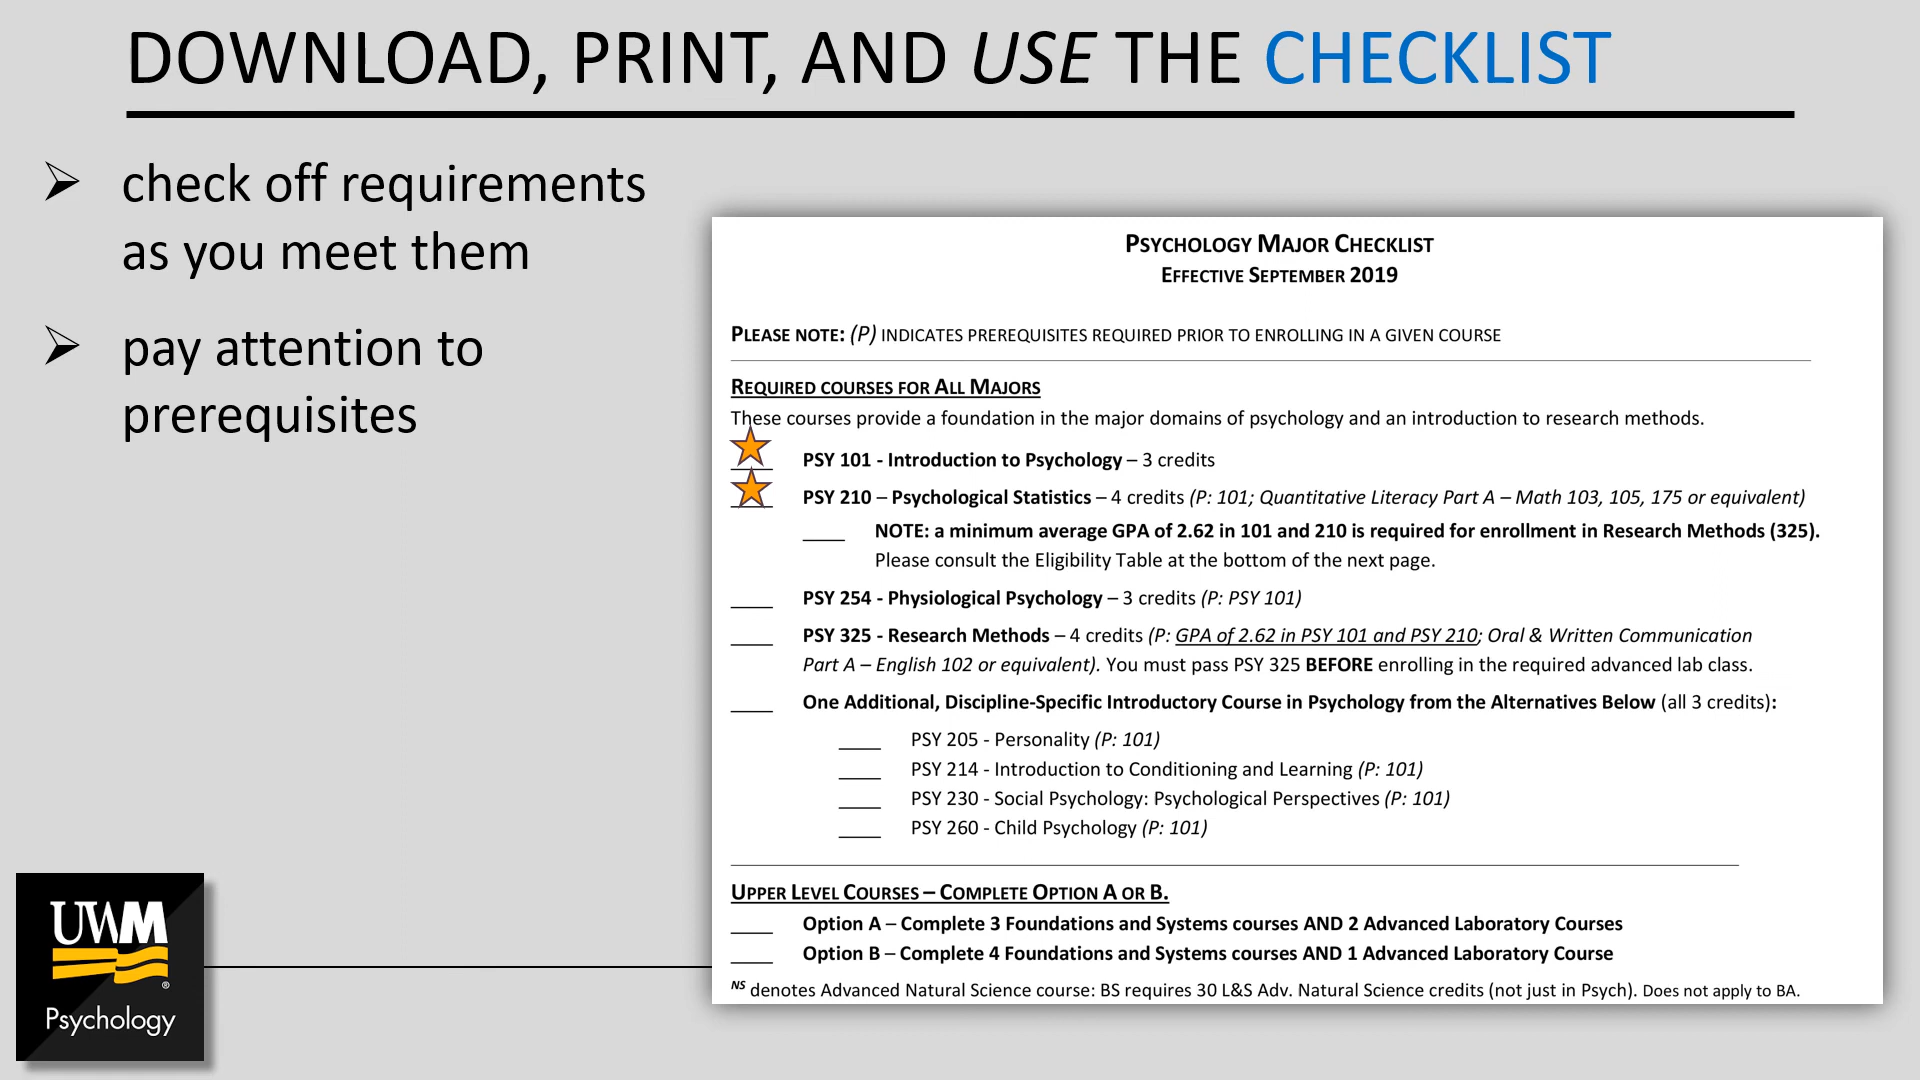 DOWNLOAD, PRINT, AND USE THE CHECKLIST
➢ check off requirements
as you meet them
➢ pay attention to
prerequisites
PSYCHOLOGY MAJOR CHECKLIST
EFFECTIVE SEPTEMBER 2019
PLEASE NOTE: (P) INDICATES PREREQUISITES REQUIRED PRIOR TO ENROLLING IN A GIVEN COURSE
REQUIRED COURSES FOR ALL MAJORS
These courses provide a foundation in the major domains of psychology and an introduction to research methods.
____ PSY 101 - Introduction to Psychology – 3 credits
____ PSY 210 – Psychological Statistics – 4 credits (P: 101; Quantitative Literacy Part A – Math 103, 105, 175 or equivalent)
____ NOTE: a minimum average GPA of 2.62 in 101 and 210 is required for enrollment in Research Methods (325).
Please consult the Eligibility Table at the bottom of the next page.
____ PSY 254 - Physiological Psychology – 3 credits (P: PSY 101)
____ PSY 325 - Research Methods – 4 credits (P: GPA of 2.62 in PSY 101 and PSY 210; Oral & Written Communication
Part A – English 102 or equivalent). You must pass PSY 325 BEFORE enrolling in the required advanced lab class.
____ One Additional, Discipline-Specific Introductory Course in Psychology from the Alternatives Below (all 3 credits):
____ PSY 205 - Personality (P: 101)
____ PSY 214 - Introduction to Conditioning and Learning (P: 101)
____ PSY 230 - Social Psychology: Psychological Perspectives (P: 101)
____ PSY 260 - Child Psychology (P: 101)
UPPER LEVEL COURSES – COMPLETE OPTION A OR B.
____ Option A – Complete 3 Foundations and Systems courses AND 2 Advanced Laboratory Courses
____ Option B – Complete 4 Foundations and Systems courses AND 1 Advanced Laboratory Course
NS denotes Advanced Natural Science course: BS requires 30 L&S Adv. Natural Science credits (not just in Psych). Does not apply to BA.
UWM
®
Psychology